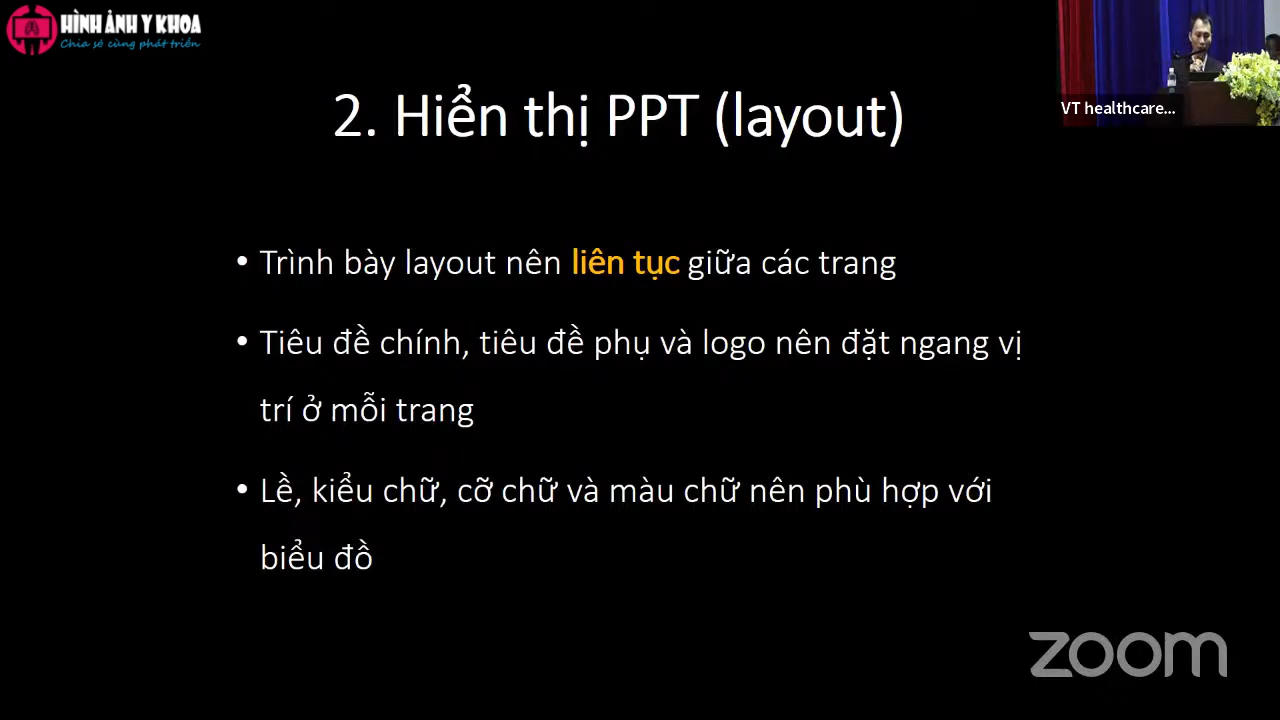 HÌNH ẢNH Y KHOA
Chia sẻ cùng phát triển
VT healthcare...
2. Hiển thị PPT (layout)
• Trình bày layout nên liên tục giữa các trang
• Tiêu đề chính, tiêu đề phụ và logo nên đặt ngang vị
trí ở mỗi trang
• Lề, kiểu chữ, cỡ chữ và màu chữ nên phù hợp với
biểu đồ
zoom